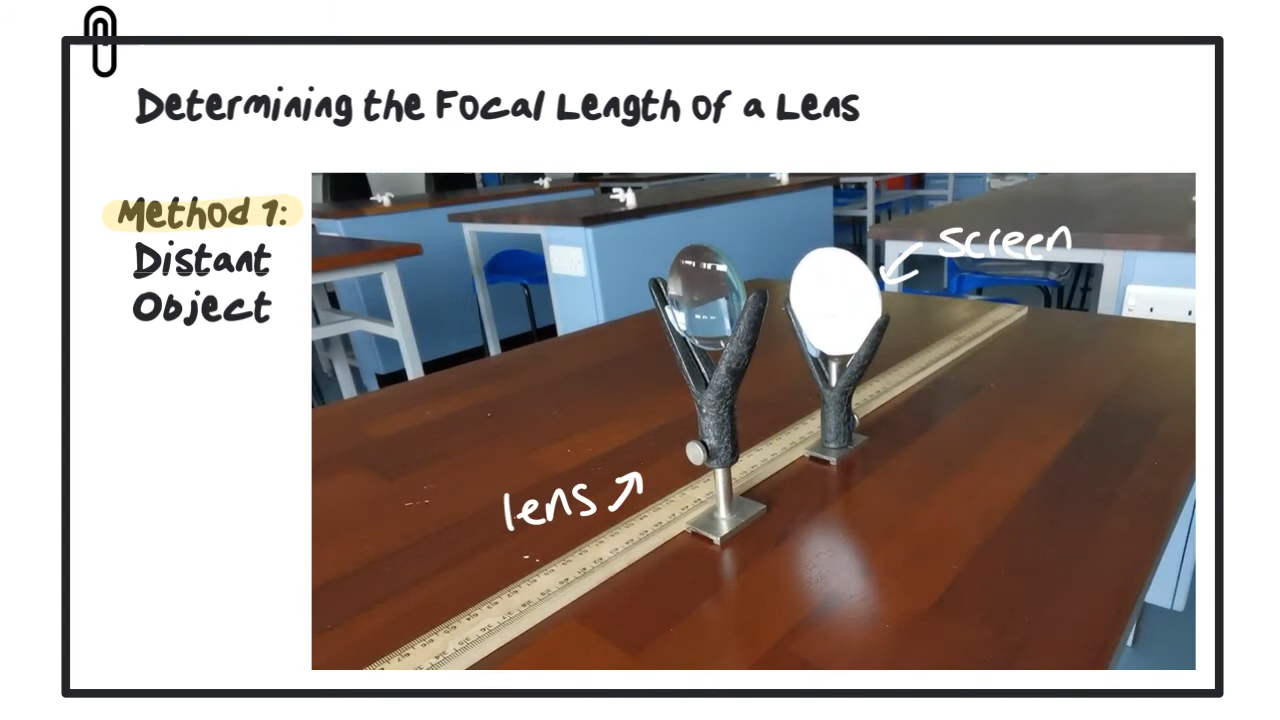 Determining the Focal Length of a Lens
Method 1:
Distant
Object
screen
lens